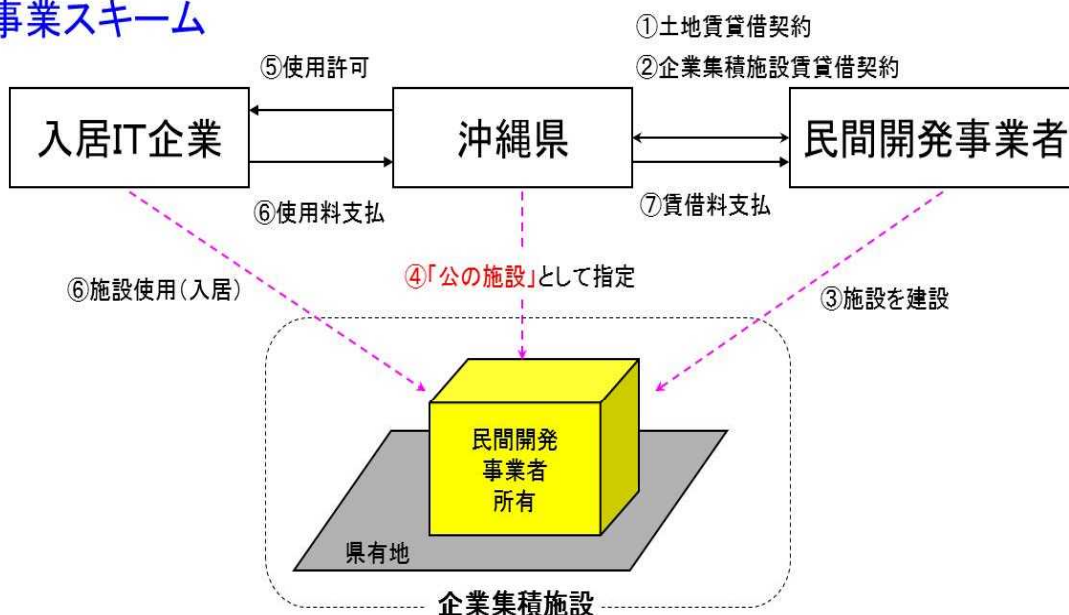 事業スキーム
①土地賃貸借契約
②企業集積施設賃貸借契約
⑤使用許可
入居IT企業
沖縄県
民間開発事業者
⑥使用料支払
⑦賃借料支払
⑥施設使用(入居)
④「公の施設」として指定
③施設を建設
民間開発
事業者
所有
県有地
企業集積施設